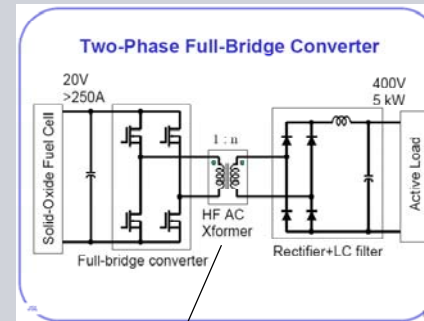 Two-Phase Full-Bridge Converter
20V
>250A
400V
5 kW
Solid-Oxide Fuel Cell
1 : n
Active Load
HF AC
Xformer
Full-bridge converter
Rectifier+LC filter